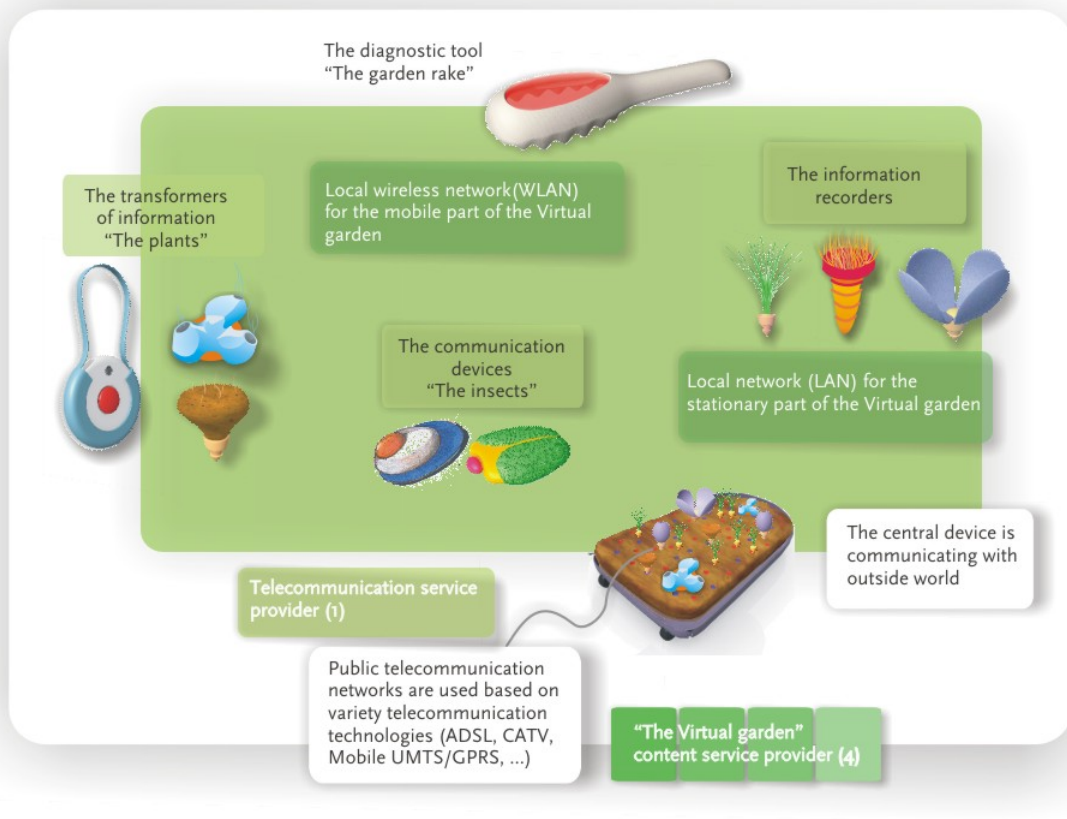 The diagnostic tool
“The garden rake”
The transformers
of information
“The plants”
Local wireless network(WLAN)
for the mobile part of the Virtual
garden
The information
recorders
The communication
devices
“The insects”
Local network (LAN) for the
stationary part of the Virtual garden
The central device is
communicating with
outside world
Telecommunication service
provider (1)
Public telecommunication
networks are used based on
variety telecommunication
technologies (ADSL, CATV,
Mobile UMTS/GPRS, ...)
“The Virtual garden”
content service provider (4)